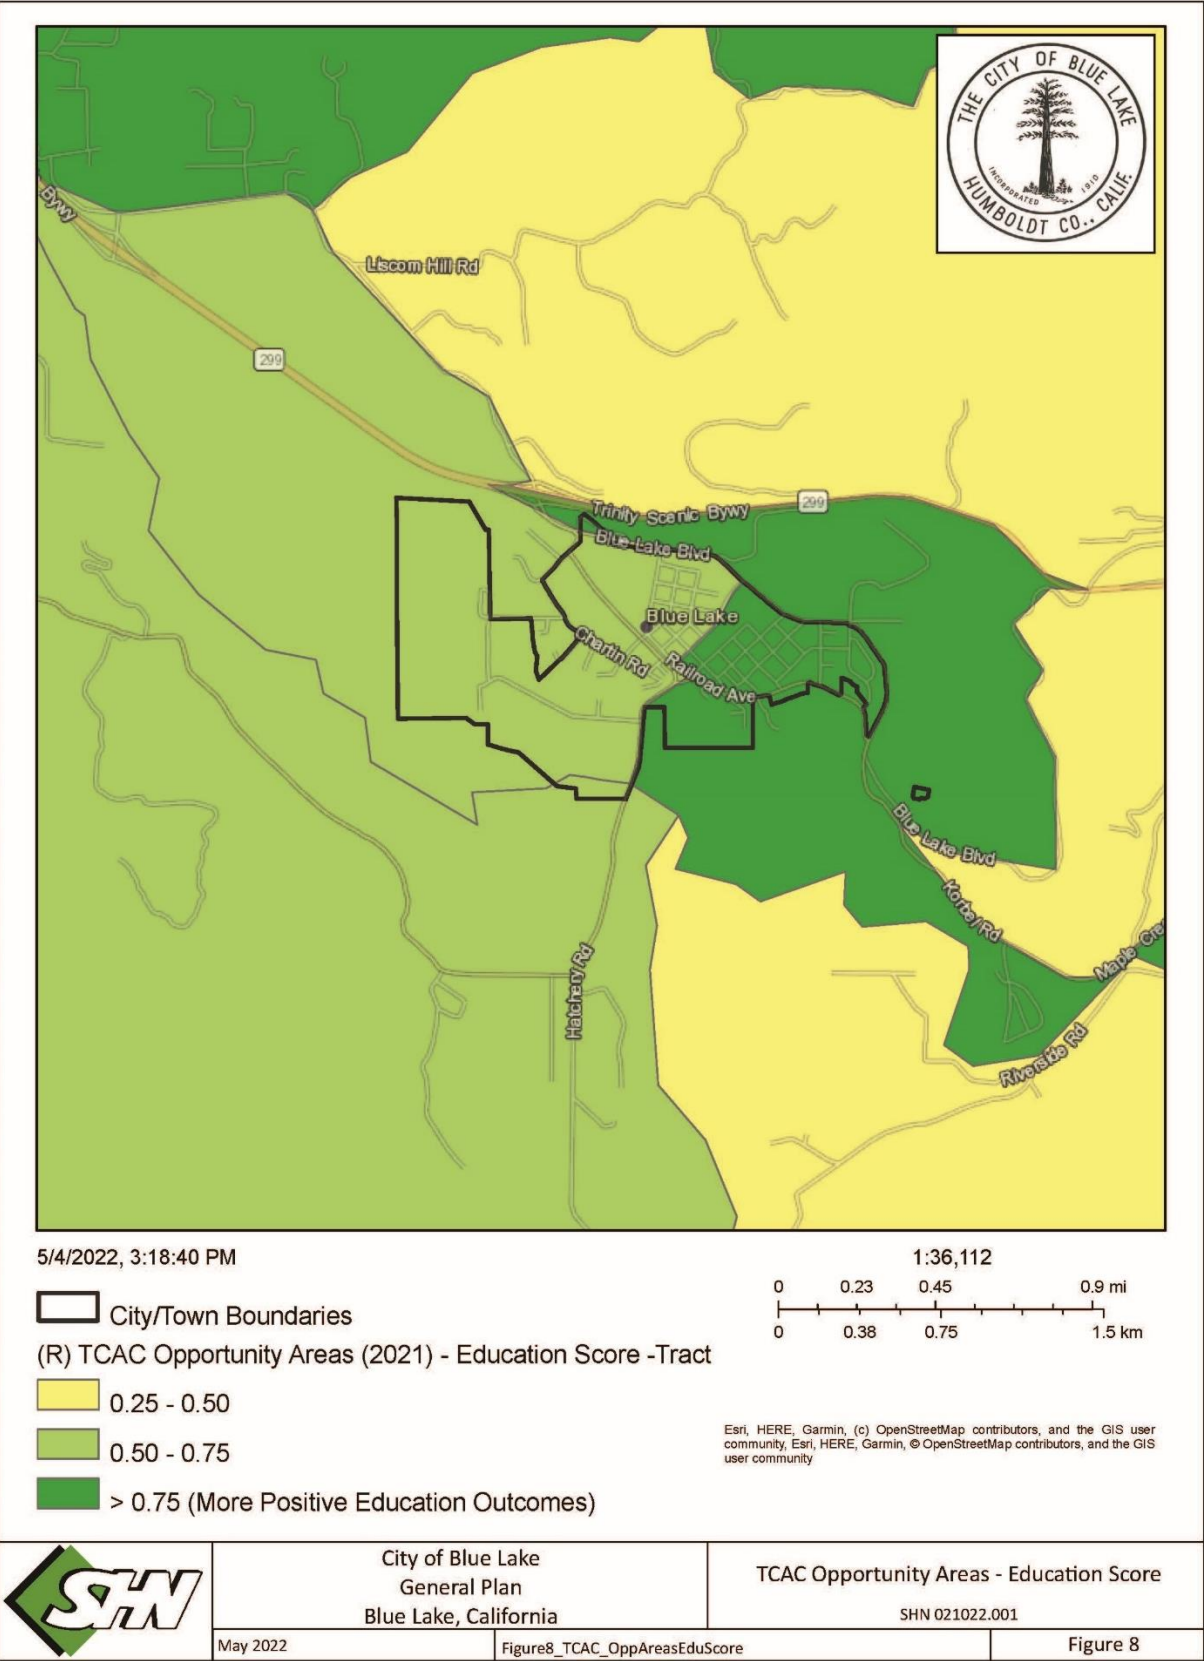 THE CITY OF BLUE LAKE
INCORPORATED 1910
HUMBOLDT CO., CALIF.
Bywy
Liscom Hill Rd
299
299
Trinity Scenic Bywy
Blue Lake Blvd
Blue Lake
Chartin Rd
Railroad Ave
Blue Lake Blvd
Korbel Rd
Maple Cre
Hatchery Rd
Riverside Rd
5/4/2022, 3:18:40 PM
1:36,112
0 0.23 0.45 0.9 mi
0 0.38 0.75 1.5 km
City/Town Boundaries
(R) TCAC Opportunity Areas (2021) - Education Score -Tract
0.25 - 0.50
0.50 - 0.75
> 0.75 (More Positive Education Outcomes)
Esri, HERE, Garmin, (c) OpenStreetMap contributors, and the GIS user
community, Esri, HERE, Garmin, © OpenStreetMap contributors, and the GIS
user community
SHN
City of Blue Lake
General Plan
Blue Lake, California
TCAC Opportunity Areas - Education Score
SHN 021022.001
May 2022
Figure8_TCAC_OppAreasEduScore
Figure 8